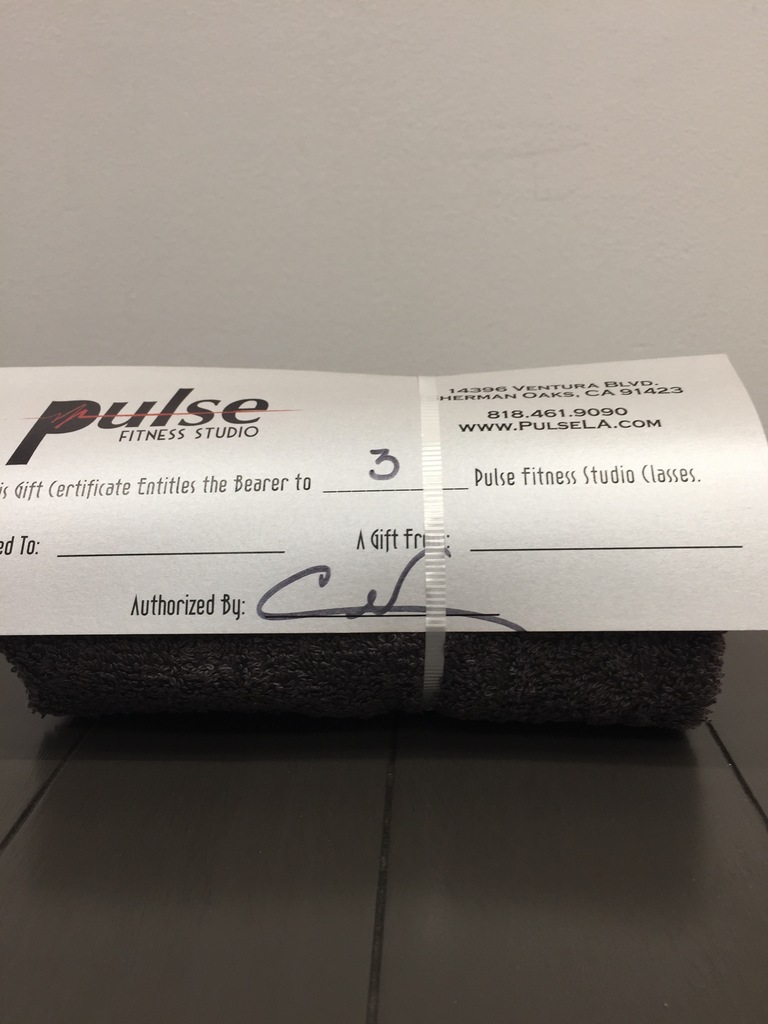 pulse
FITNESS STUDIO
14396 VENTURA BLVD.
HERMAN OAKS, CA 91423
818.461.9090
WWW.PULSELA.COM
is Gift Certificate Entitles the Bearer to 3 Pulse Fitness Studio Classes.
ed To: A Gift Fr :
Authorized By: